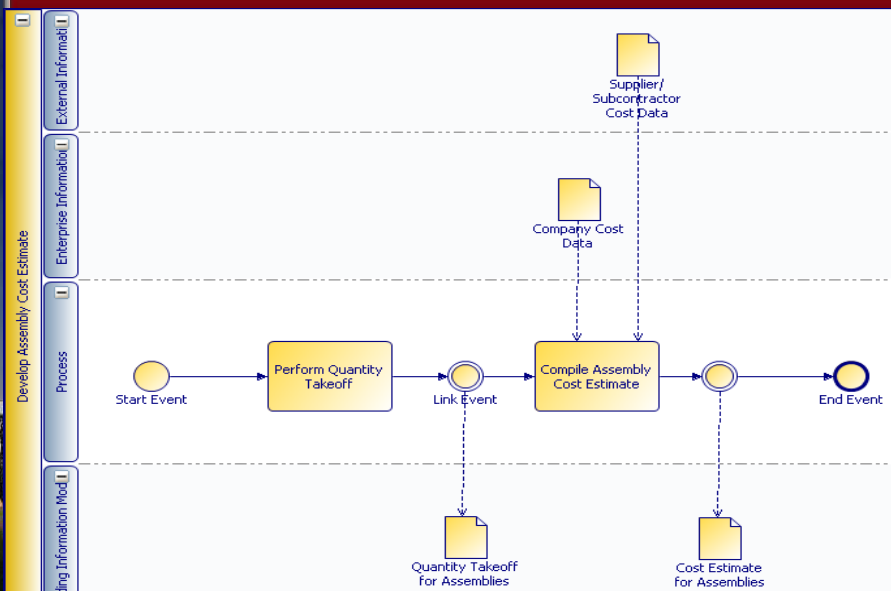 Develop Assembly Cost Estimate
External Informati
Supplier/
Subcontractor
Cost Data
Enterprise Information
Company Cost
Data
Process
Start Event
Perform Quantity
Takeoff
Link Event
Compile Assembly
Cost Estimate
End Event
ding Information Mod
Quantity Takeoff
for Assemblies
Cost Estimate
for Assemblies